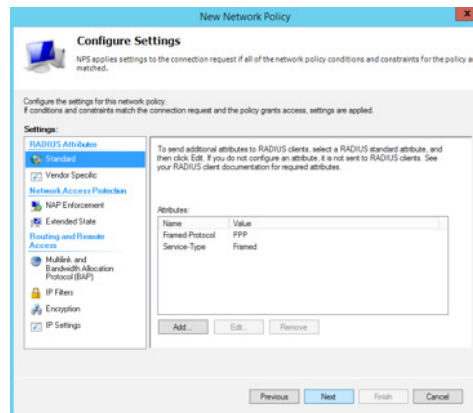 New Network Policy
x
Configure Settings
NPS applies settings to the connection request if all of the network policy conditions and constraints for the policy a
matched.
Configure the settings for this network policy.
If conditions and constraints match the connection request and the policy grants access, settings are applied.
Settings:
RADIUS Attributes
Standard
Vendor Specific
Network Access Protection
NAP Enforcement
Extended State
Routing and Remote
Access
Multilink and
Bandwidth Allocation
Protocol (BAP)
IP Filters
Encryption
IP Settings
To send additional attributes to RADIUS clients, select a RADIUS standard attribute, and
then click Edit. If you do not configure an attribute, it is not sent to RADIUS clients. See
your RADIUS client documentation for required attributes.
Attributes:
Name Value
Framed-Protocol PPP
Service-Type Framed
Add... Edit... Remove
Previous Next Finish Cancel